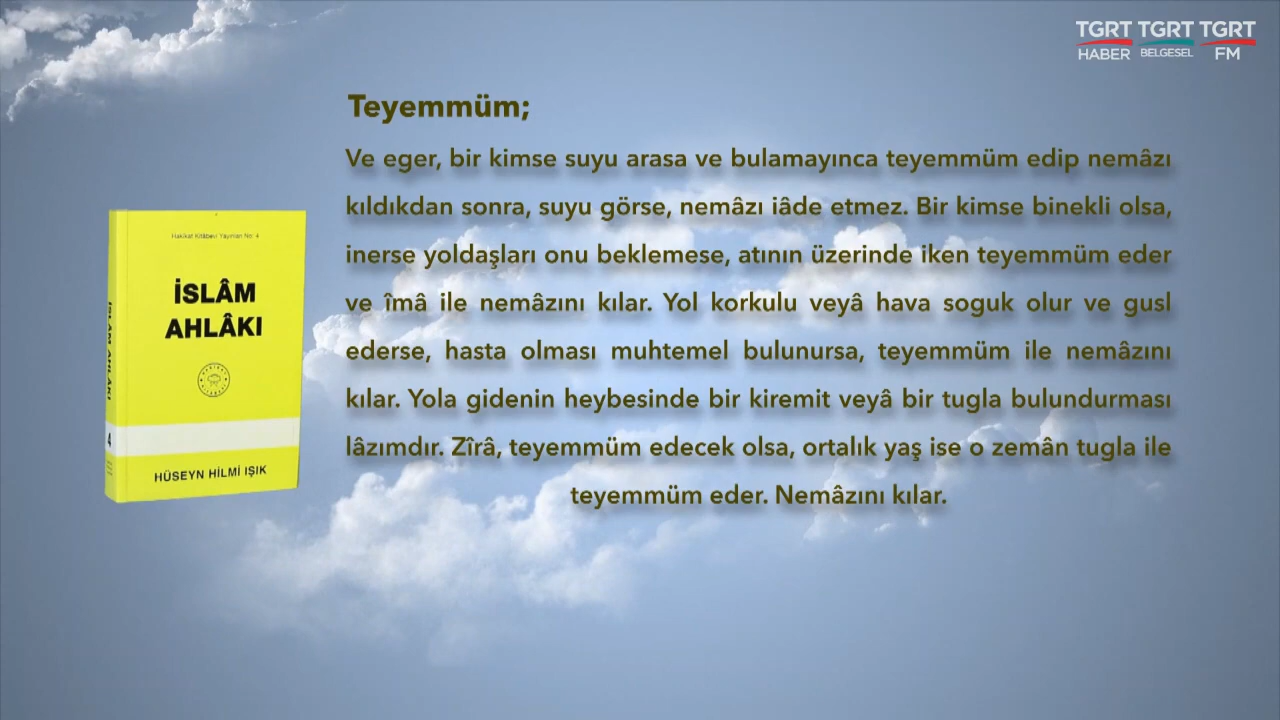 TGRT TGRT TGRT
HABER BELGESEL FM
Teyemmüm;
Ve eger, bir kimse suyu arasa ve bulamayınca teyemmüm edip nemâzı
kıldıkdan sonra, suyu görse, nemâzı iâde etmez. Bir kimse binekli olsa,
inerse yoldaşları onu beklemese, atının üzerinde iken teyemmüm eder
ve îmâ ile nemâzını kılar. Yol korkulu veyâ hava soguk olur ve gusl
ederse, hasta olması muhtemel bulunursa, teyemmüm ile nemâzını
kılar. Yola gidenin heybesinde bir kiremit veyâ bir tugla bulundurması
lâzımdır. Zîrâ, teyemmüm edecek olsa, ortalık yaş ise o zemân tugla ile
teyemmüm eder. Nemâzını kılar.
Hakîkat Kitâbevi Yayınları No: 4
İSLÂM
AHLÂKI
HÜSEYN HİLMİ IŞIK
İSLÂM AHLÂKI
4